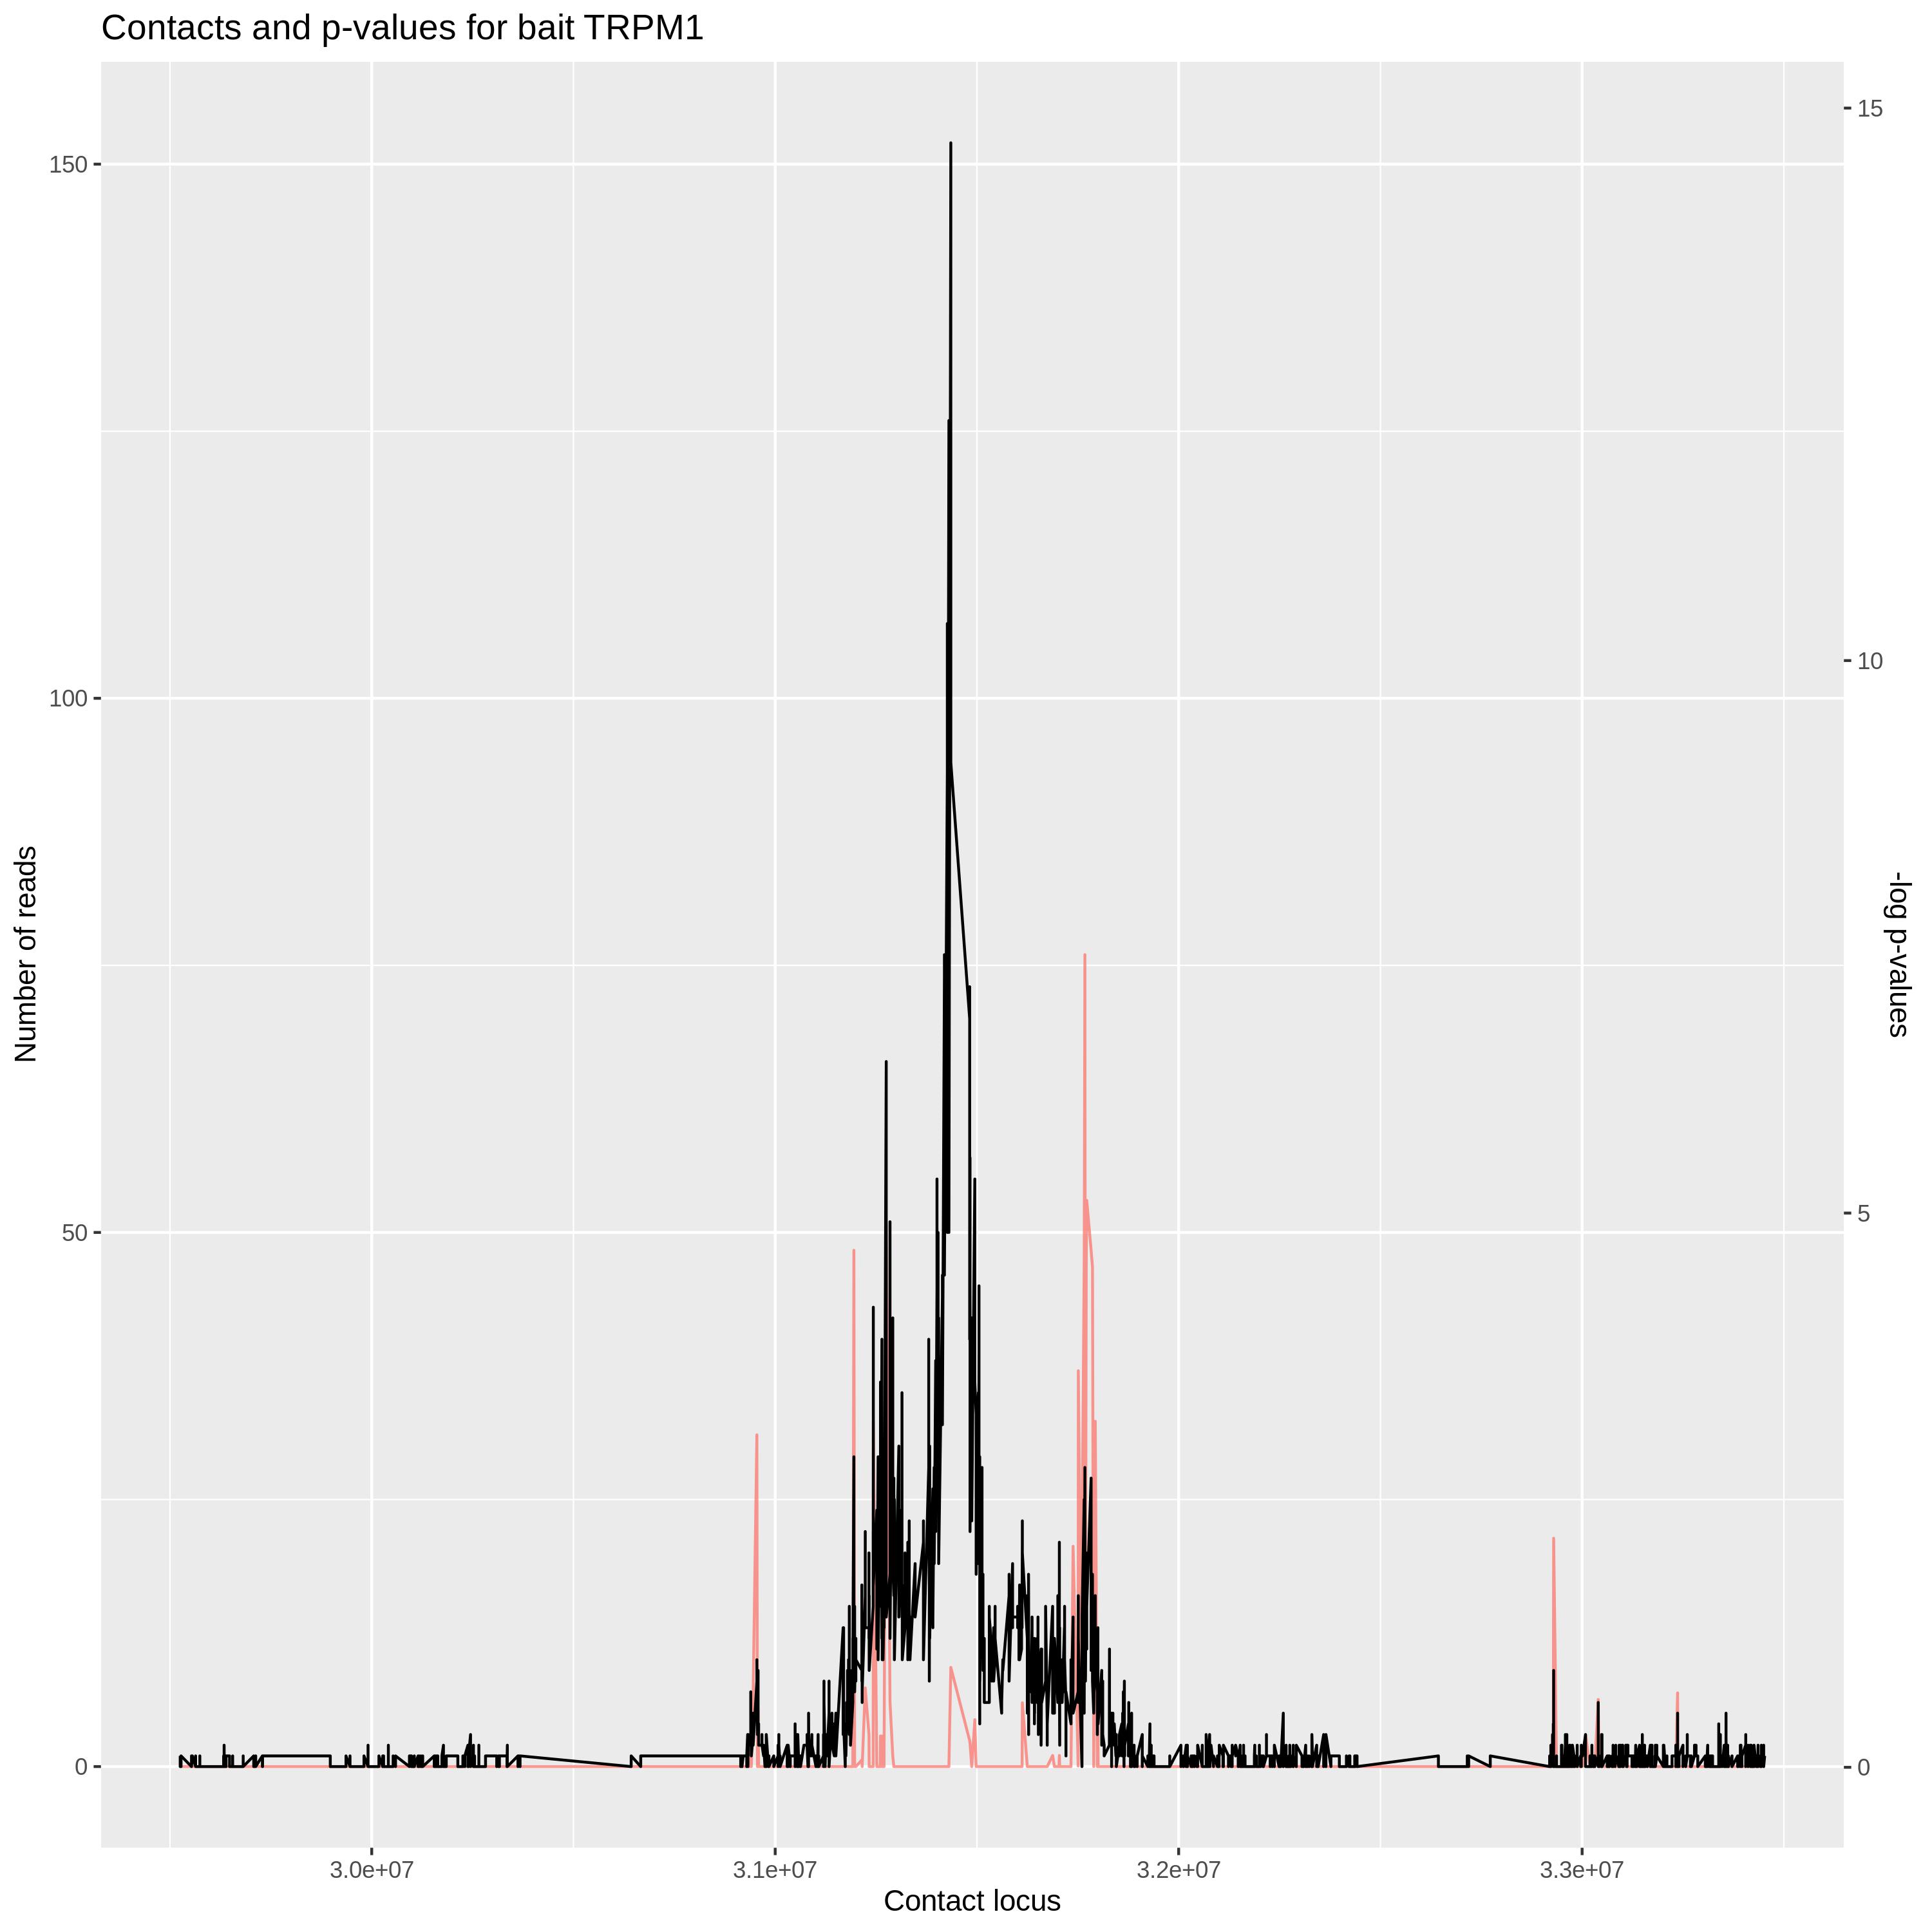 Contacts and p-values for bait TRPM1
150
100
50
0
Number of reads
15
10
5
0
-log p-values
3.0e+07
3.1e+07
3.2e+07
3.3e+07
Contact locus